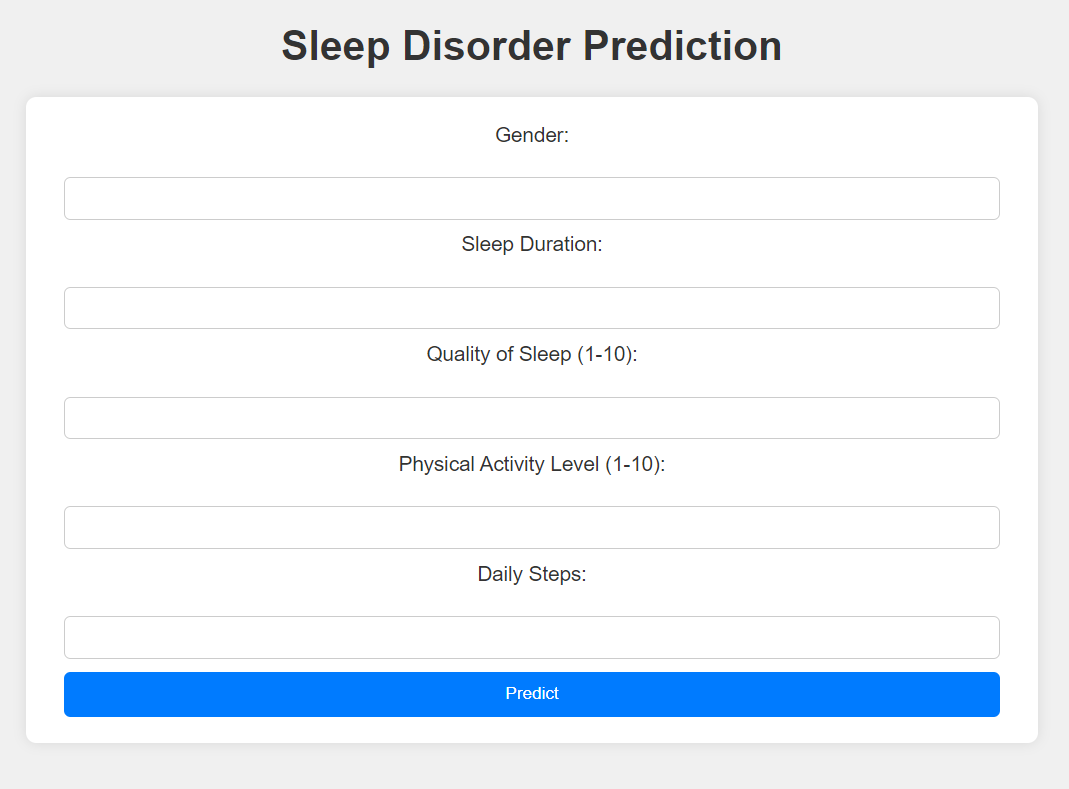 Sleep Disorder Prediction
Gender:
Sleep Duration:
Quality of Sleep (1-10):
Physical Activity Level (1-10):
Daily Steps:
Predict